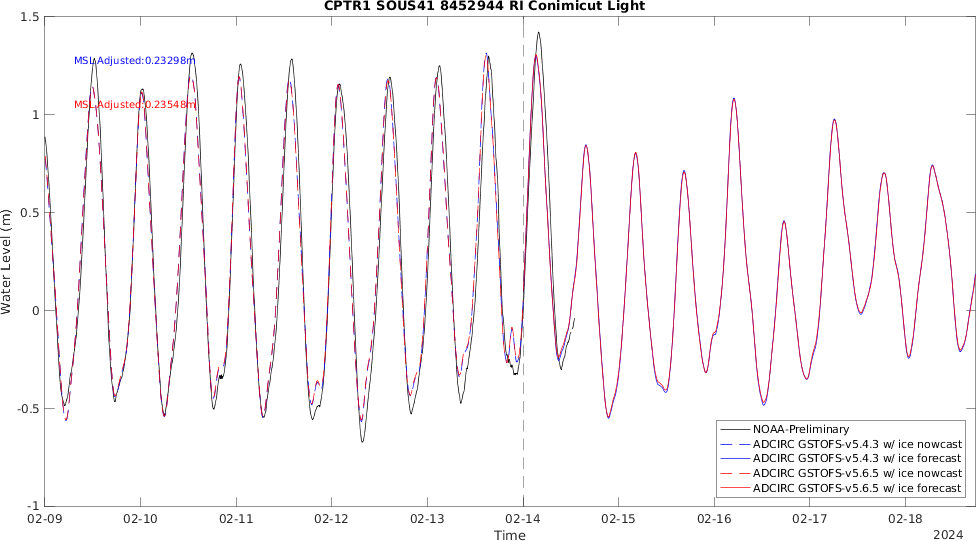 CPTR1 SOUS41 8452944 RI Conimicut Light
1.5
MSL Adjusted:0.23298m
MSL Adjusted:0.23548m
1
0.5
0
-0.5
-1
Water Level (m)
NOAA-Preliminary
ADCIRC GSTOFS-v5.4.3 w/ ice nowcast
ADCIRC GSTOFS-v5.4.3 w/ ice forecast
ADCIRC GSTOFS-v5.6.5 w/ ice nowcast
ADCIRC GSTOFS-v5.6.5 w/ ice forecast
02-09 02-10 02-11 02-12 02-13 02-14 02-15 02-16 02-17 02-18
Time
2024